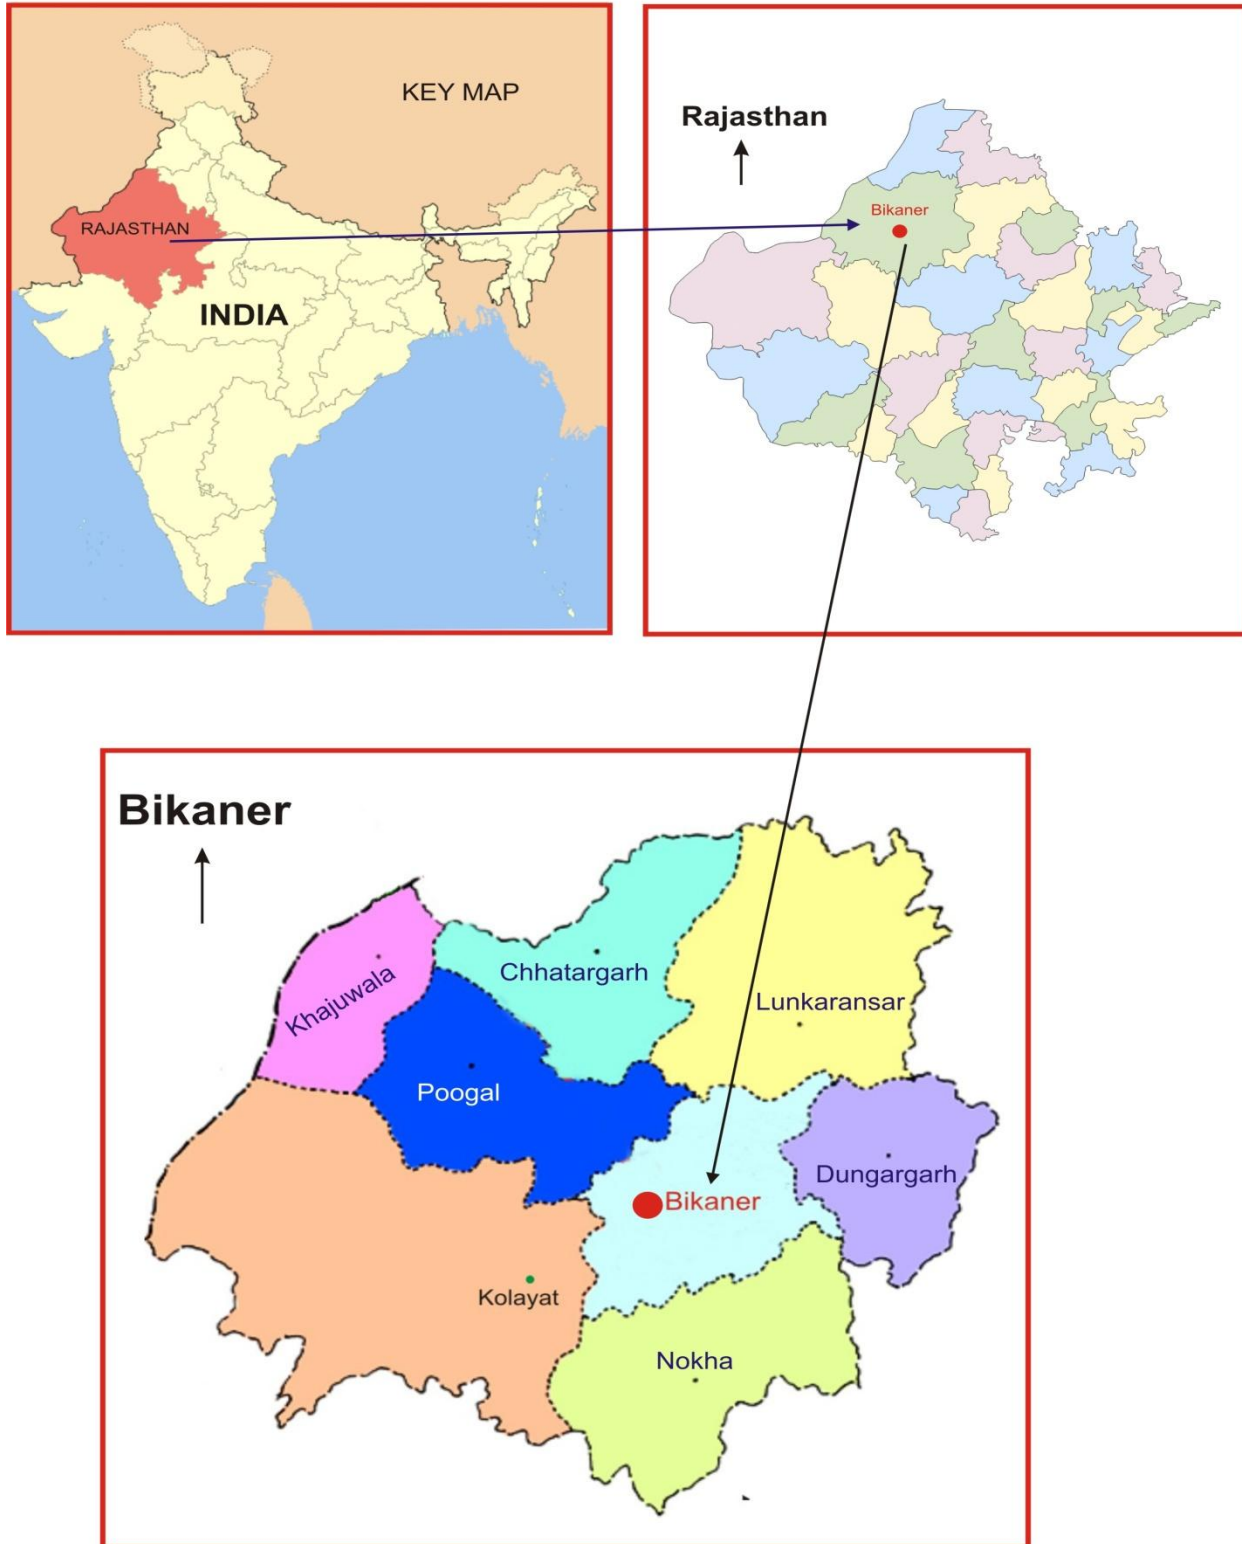 KEY MAP
RAJASTHAN
INDIA
Rajasthan
Bikaner
Bikaner
Khajuwala
Chhatargarh
Lunkaransar
Poogal
Dungargarh
Bikaner
Kolayat
Nokha